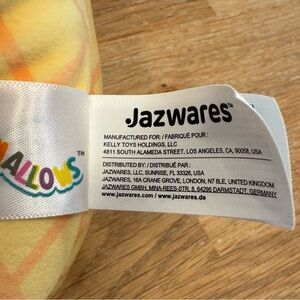 Jazwares™
MANUFACTURED FOR: / FABRIQUÉ POUR :
KELLY TOYS HOLDINGS, LLC
4811 SOUTH ALAMEDA STREET, LOS ANGELES, CA, 90058, USA
DISTRIBUTED BY: / DISTRIBUÉ PAR :
JAZWARES, LLC, SUNRISE, FL 33326, USA
JAZWARES, 16A CRANE GROVE, LONDON, N7 8LE, UNITED KINGDOM
JAZWARES GMBH, MINA-REES-STR. 8, 64295 DARMSTADT, GERMANY
www.jazwares.com / www.jazwares.de
MALLOWS™